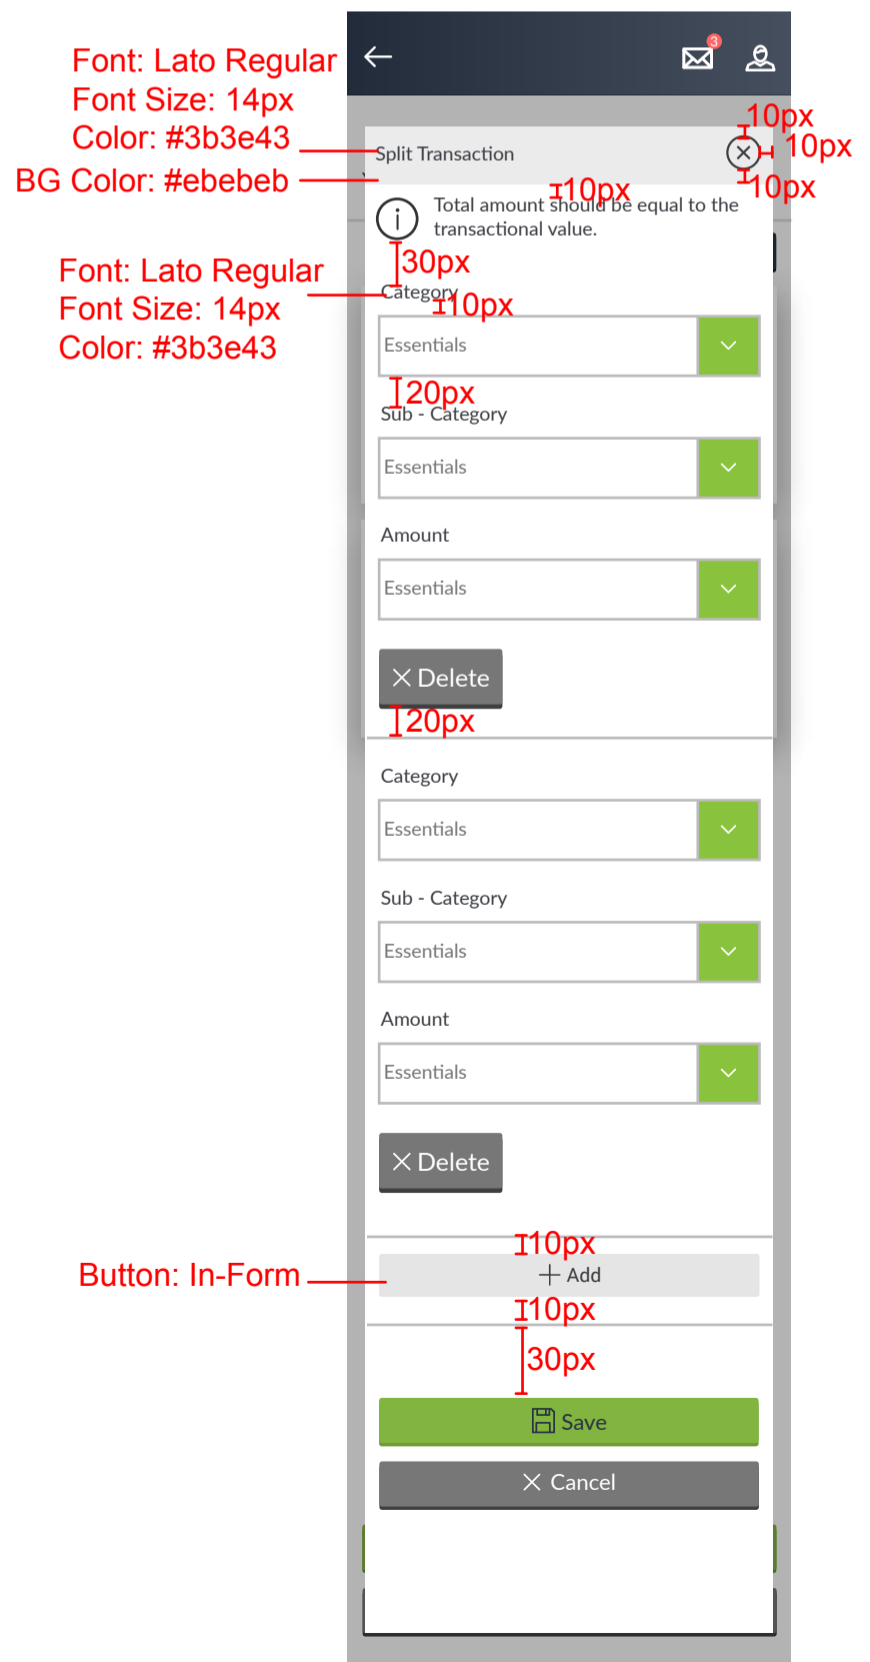 3
Font: Lato Regular
Font Size: 14px
Color: #3b3e43
BG Color: #ebebeb
10px
Split Transaction
10px
10px
10px
Total amount should be equal to the
transactional value.
30px
Font: Lato Regular
Font Size: 14px
Color: #3b3e43
Category
10px
Essentials
20px
Sub - Category
Essentials
Amount
Essentials
Delete
20px
Category
Essentials
Sub - Category
Essentials
Amount
Essentials
Delete
10px
Button: In-Form
Add
10px
30px
Save
Cancel